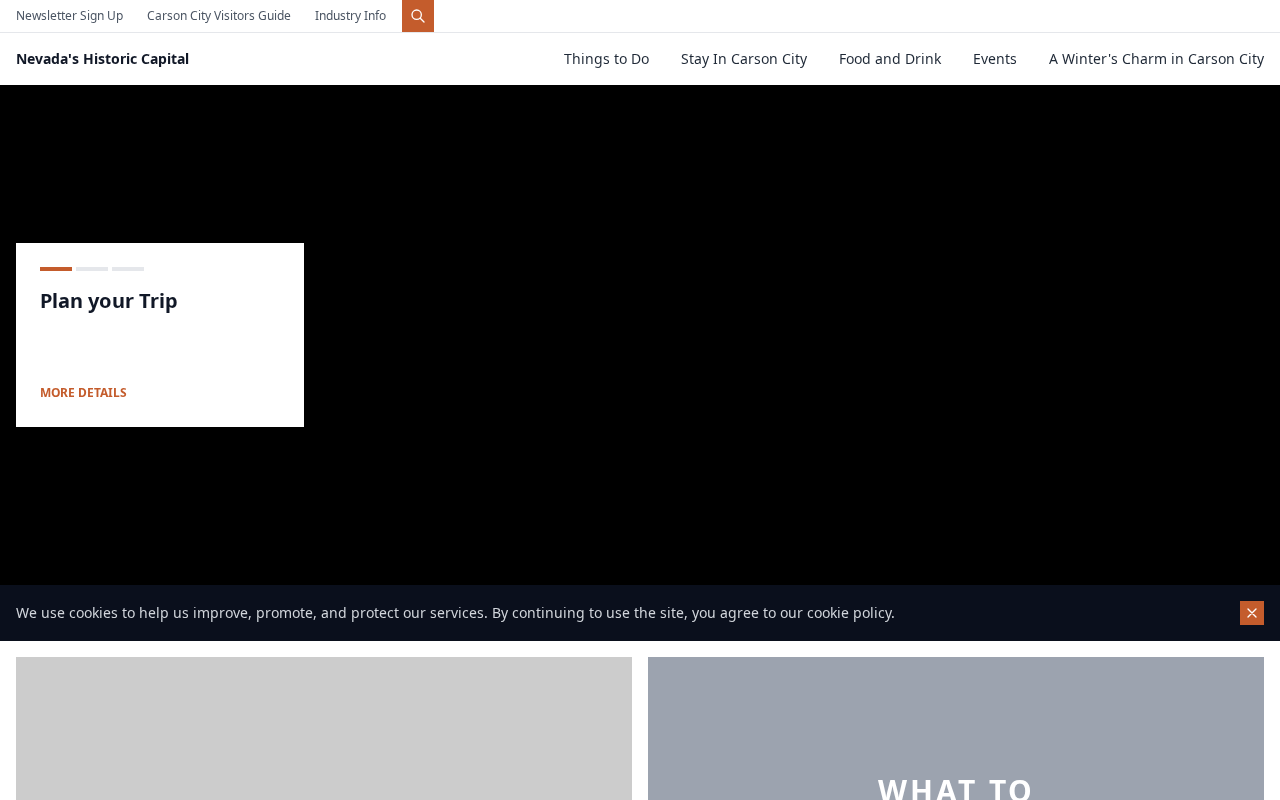 Newsletter Sign Up Carson City Visitors Guide Industry Info
Nevada's Historic Capital Things to Do Stay In Carson City Food and Drink Events A Winter's Charm in Carson City
Plan your Trip
MORE DETAILS
We use cookies to help us improve, promote, and protect our services. By continuing to use the site, you agree to our cookie policy.
WHAT TO